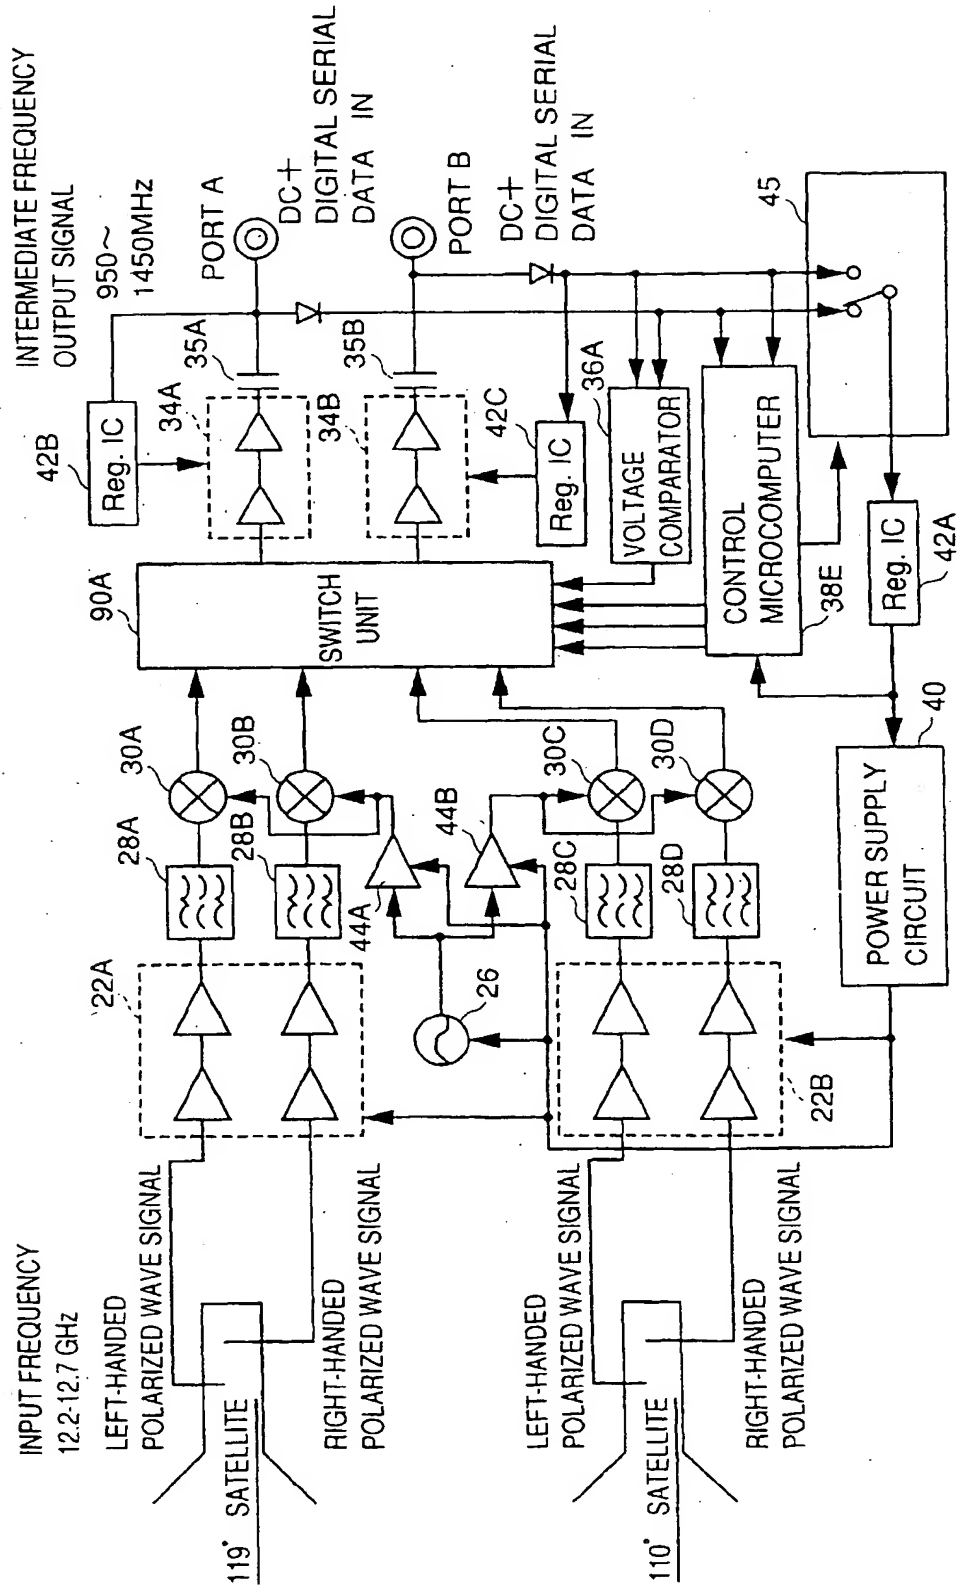 INPUT FREQUENCY
12.2-12.7 GHz
LEFT-HANDED
POLARIZED WAVE SIGNAL
119° SATELLITE
RIGHT-HANDED
POLARIZED WAVE SIGNAL
LEFT-HANDED
POLARIZED WAVE SIGNAL
110° SATELLITE
RIGHT-HANDED
POLARIZED WAVE SIGNAL
22A
28A
30A
28B
30B
44A
44B
26
22B
28C
30C
28D
30D
90A
SWITCH
UNIT
42B
Reg. IC
34A
35A
34B
35B
42C
Reg. IC
36A
VOLTAGE
COMPARATOR
CONTROL
MICROCOMPUTER
38E
Reg. IC
42A
40
POWER SUPPLY
CIRCUIT
45
INTERMEDIATE FREQUENCY
OUTPUT SIGNAL
950~
1450MHz
PORT A
DC+
DIGITAL SERIAL
DATA IN
PORT B
DC+
DIGITAL SERIAL
DATA IN